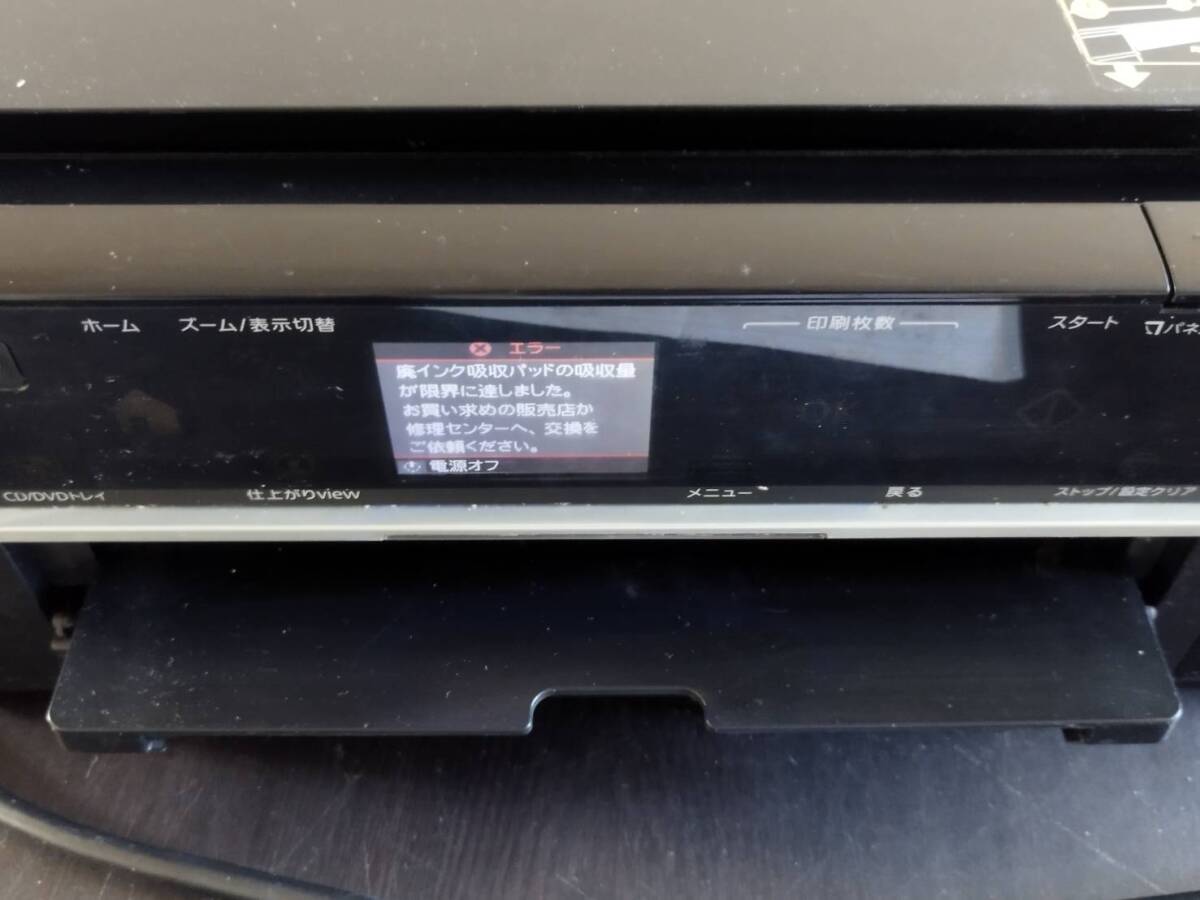 ホーム
ズーム/表示切替
印刷枚数
スタート
エラー
廃インク吸収パッドの吸収量
が限界に達しました。
お買い求めの販売店か
修理センターへ、交換を
ご依頼ください。
電源オフ
CD/DVDトレイ
仕上がりview
メニュー
戻る
ストップ/設定クリア